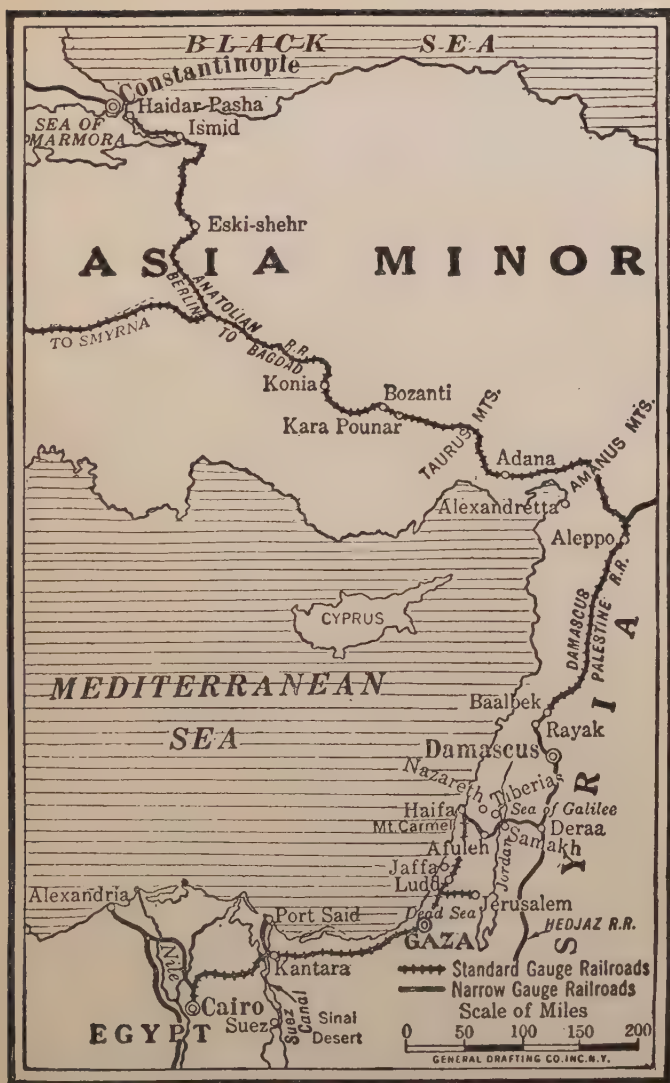 BLACK SEA
Constantinople
Haidar Pasha
SEA OF
MARMORA
Ismid
Eski-shehr
ASIA MINOR
ANATOLIAN R.R.
BERLIN TO BAGDAD
TO SMYRNA
Konia
Bozanti
Kara Pounar
TAURUS MTS.
Adana
AMANUS MTS.
Alexandretta
Aleppo
DAMASCUS
PALESTINE R.R.
CYPRUS
SYRIA
MEDITERRANEAN
SEA
Baalbek
Rayak
Damascus
Nazareth
Tiberias
Haifa
Sea of Galilee
Mt. Carmel
Deraa
Samakh
Afuleh
Jordan
Jaffa
Ludd
Jerusalem
Alexandria
Port Said
Dead Sea
GAZA
HEDJAZ R.R.
Nile
Kantara
Cairo
Suez
Suez
Canal
Sinai
Desert
EGYPT
Standard Gauge Railroads
Narrow Gauge Railroads
Scale of Miles
0 50 100 150 200
GENERAL DRAFTING CO.INC.N.Y.